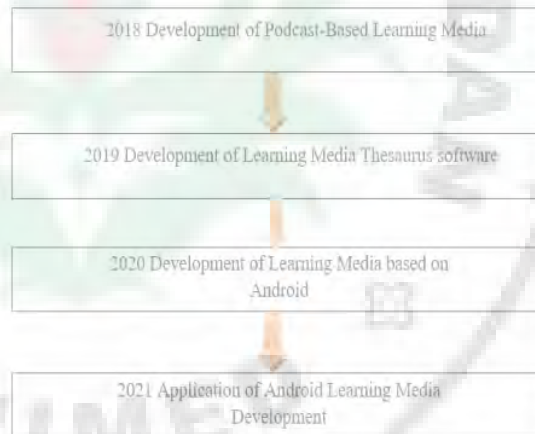 2018 Development of Podcast-Based Learning Media
2019 Development of Learning Media Thesaurus software
2020 Development of Learning Media based on
Android
2021 Application of Android Learning Media
Development